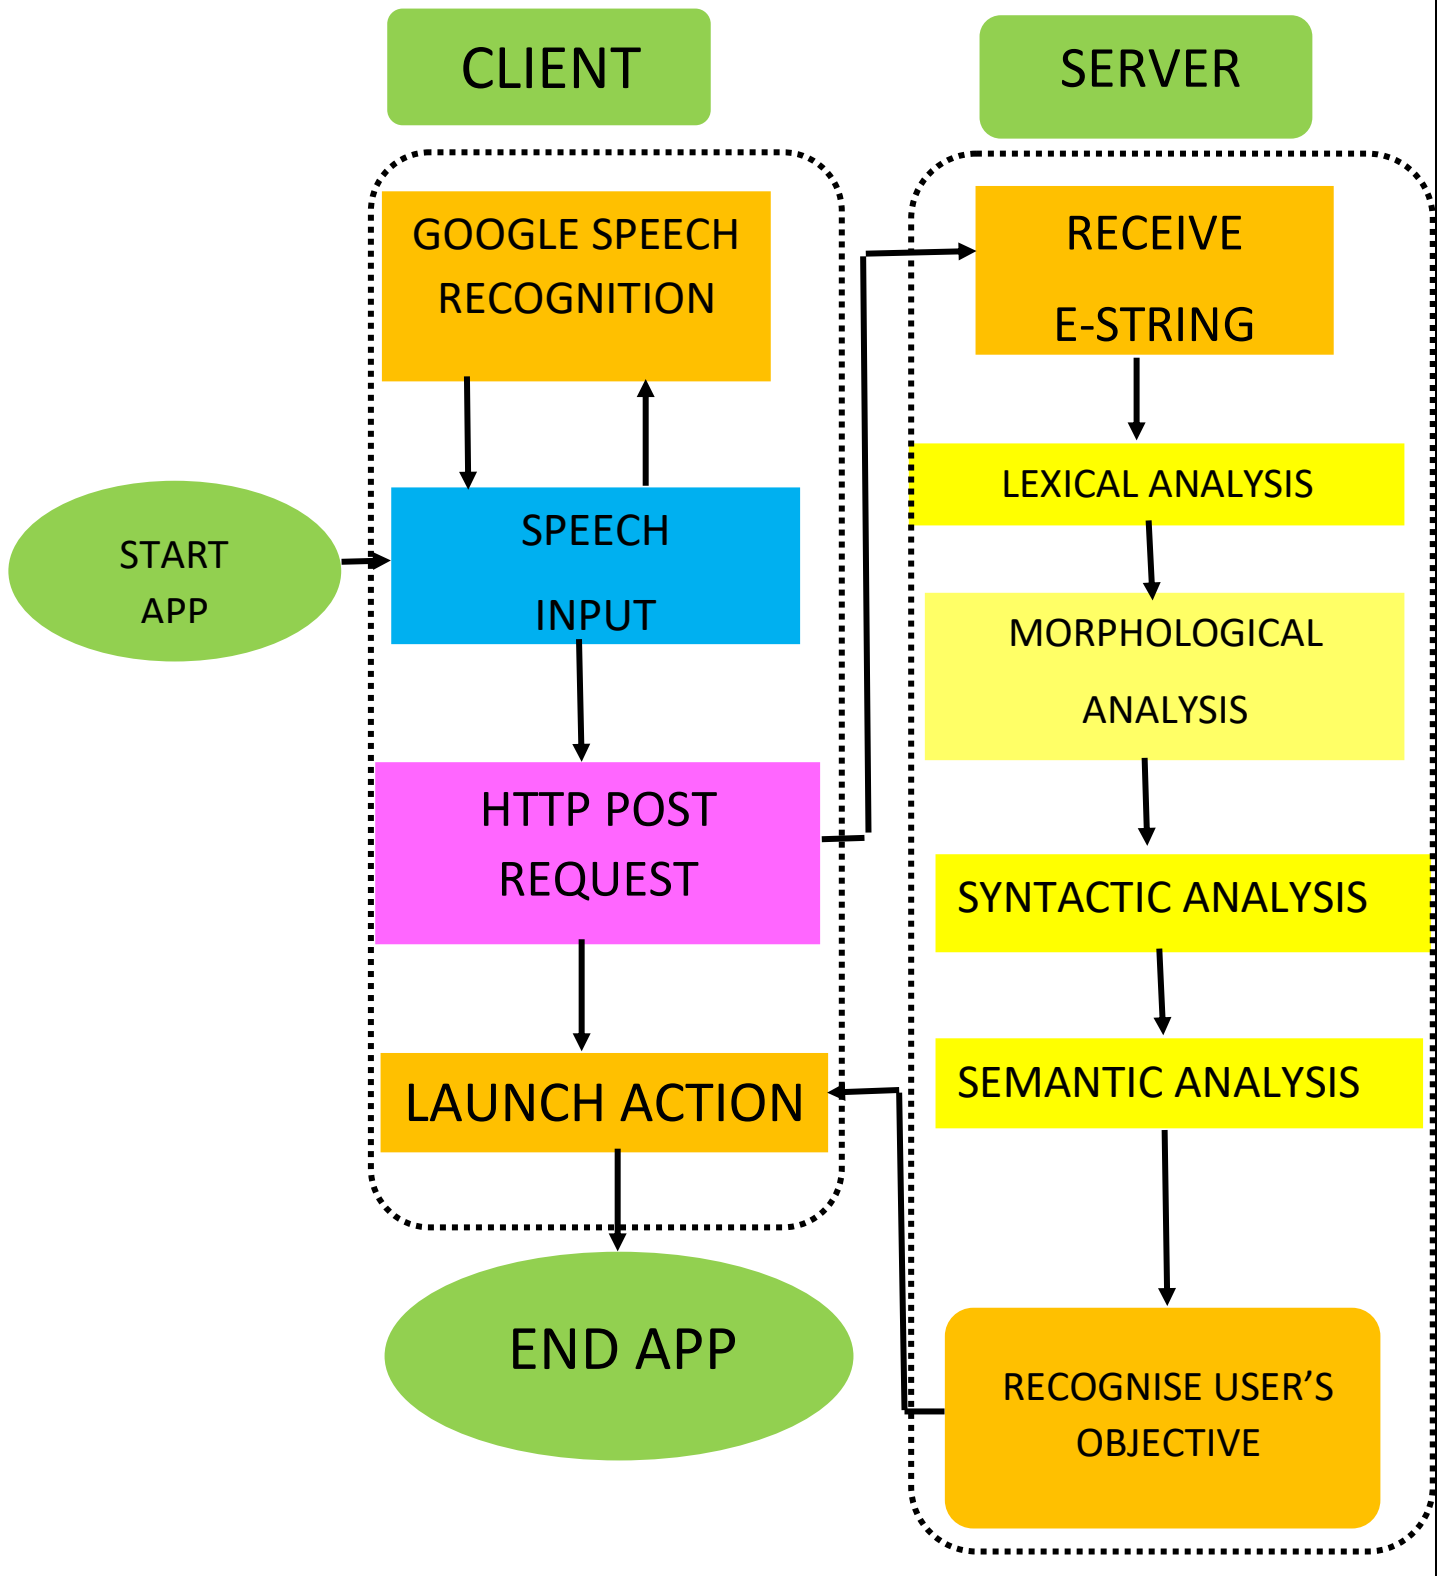 CLIENT
GOOGLE SPEECH
RECOGNITION
START
APP
SPEECH
INPUT
HTTP POST
REQUEST
LAUNCH ACTION
END APP
SERVER
RECEIVE
E-STRING
LEXICAL ANALYSIS
MORPHOLOGICAL
ANALYSIS
SYNTACTIC ANALYSIS
SEMANTIC ANALYSIS
RECOGNISE USER’S
OBJECTIVE